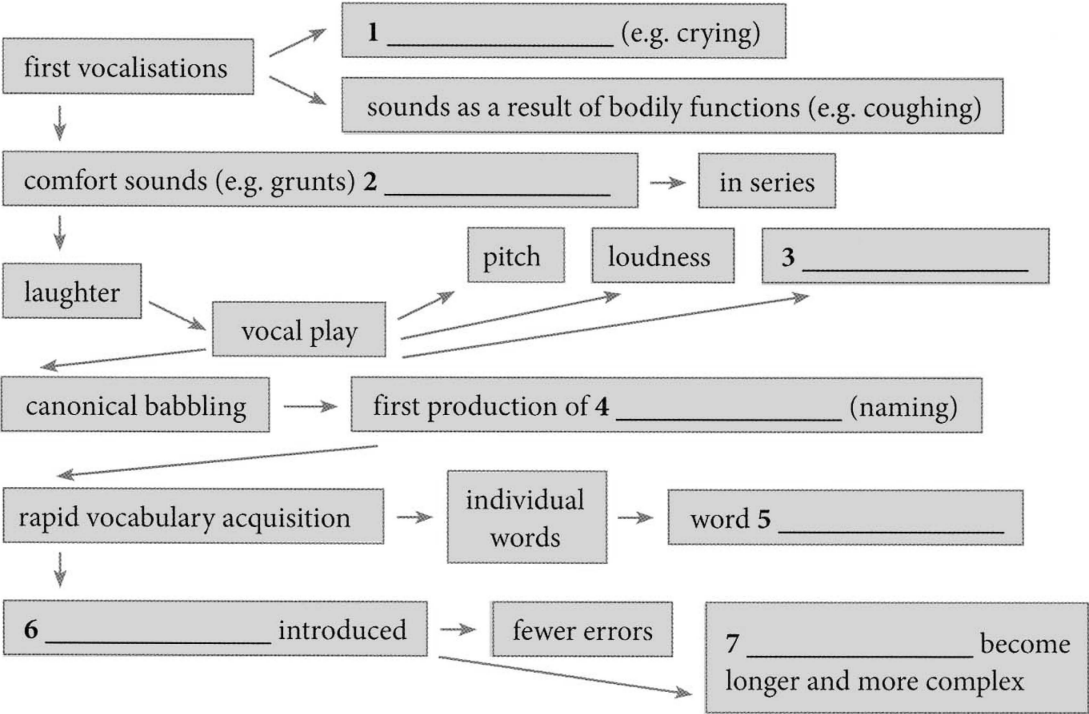 1 ________________ (e.g. crying)
first vocalisations
sounds as a result of bodily functions (e.g. coughing)
comfort sounds (e.g. grunts) 2 ________________
in series
pitch
loudness
3 ________________
laughter
vocal play
canonical babbling
first production of 4 ________________ (naming)
rapid vocabulary acquisition
individual
words
word 5 ________________
6 ________________ introduced
fewer errors
7 ________________ become
longer and more complex